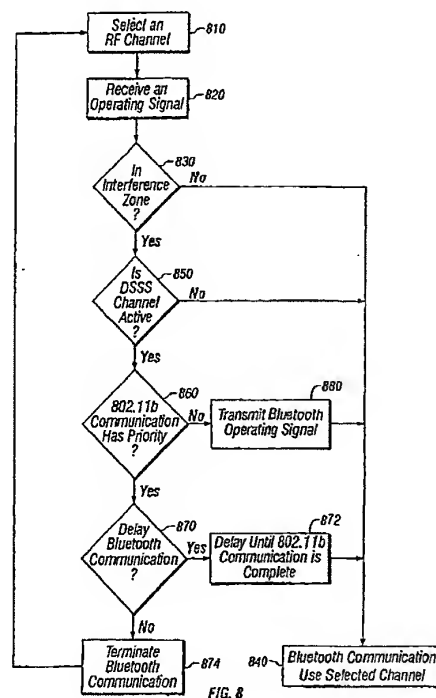 Select an
RF Channel
810
Receive an
Operating Signal
820
830
In
Interference
Zone
?
No
Yes
850
Is
DSSS
Channel
Active
?
No
Yes
860
802.11b
Communication
Has Priority
?
No
880
Transmit Bluetooth
Operating Signal
Yes
870
Delay
Bluetooth
Communication
?
Yes
872
Delay Until 802.11b
Communication is
Complete
No
Terminate
Bluetooth
Communication
874
840
Bluetooth Communication
Use Selected Channel
FIG. 8